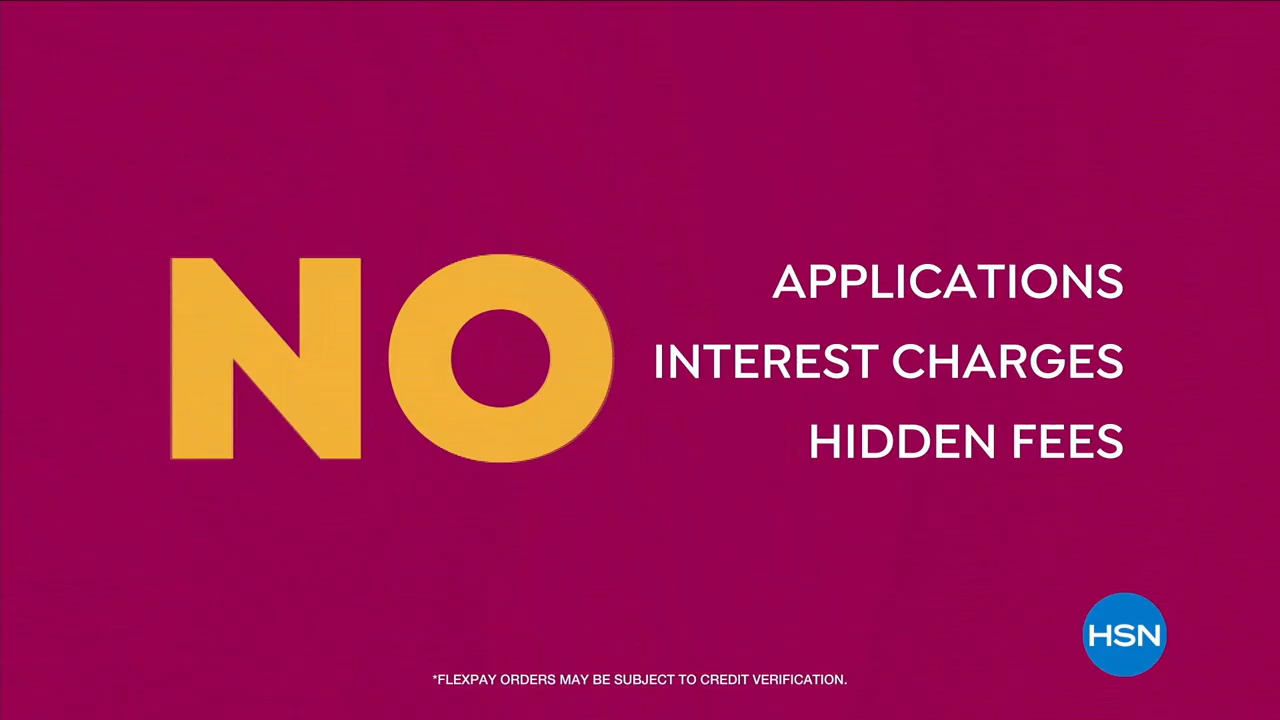 NO
APPLICATIONS
INTEREST CHARGES
HIDDEN FEES
HSN
*FLEXPAY ORDERS MAY BE SUBJECT TO CREDIT VERIFICATION.